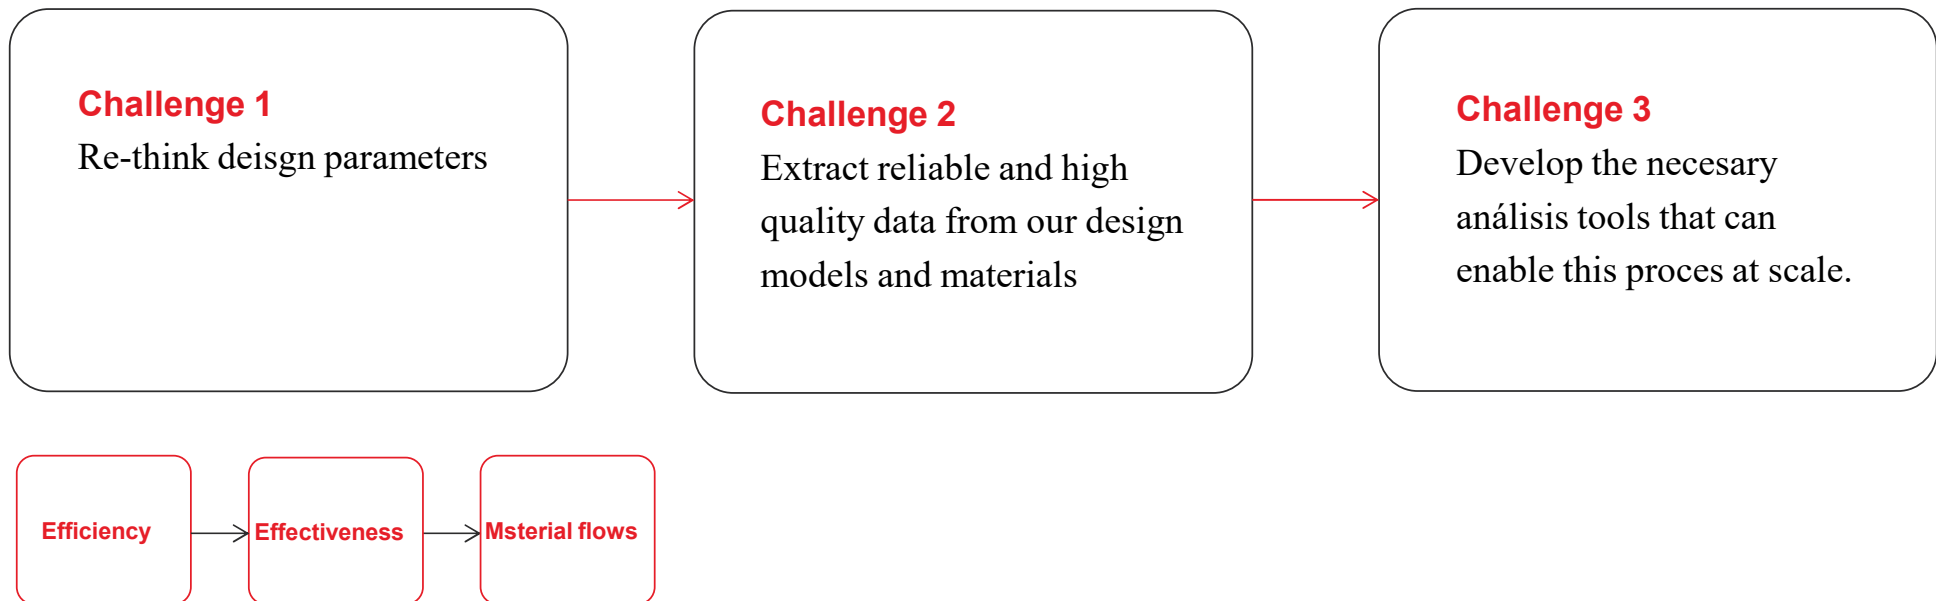 Challenge 1
Re-think deisgn parameters
Challenge 2
Extract reliable and high
quality data from our design
models and materials
Challenge 3
Develop the necesary
análisis tools that can
enable this proces at scale.
Efficiency
Effectiveness
Msterial flows